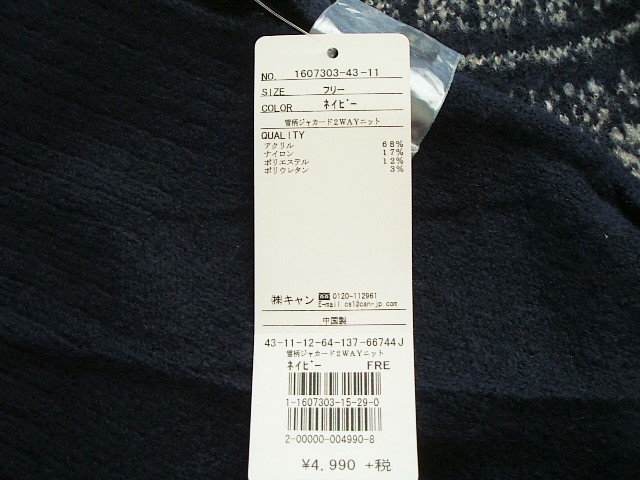 NO. 1607303-43-11
SIZE フリー
COLOR ネイビー
雪柄ジャカード2WAYニット
QUALITY
アクリル 68%
ナイロン 17%
ポリエステル 12%
ポリウレタン 3%
㈱キャン 0120-112961
E-mail cs1@can-jp.com
中国製
43-11-12-64-137-66744J
雪柄ジャカード2WAYニット
ネイビー FRE
1-1607303-15-29-0
2-00000-004990-8
¥4,990 +税